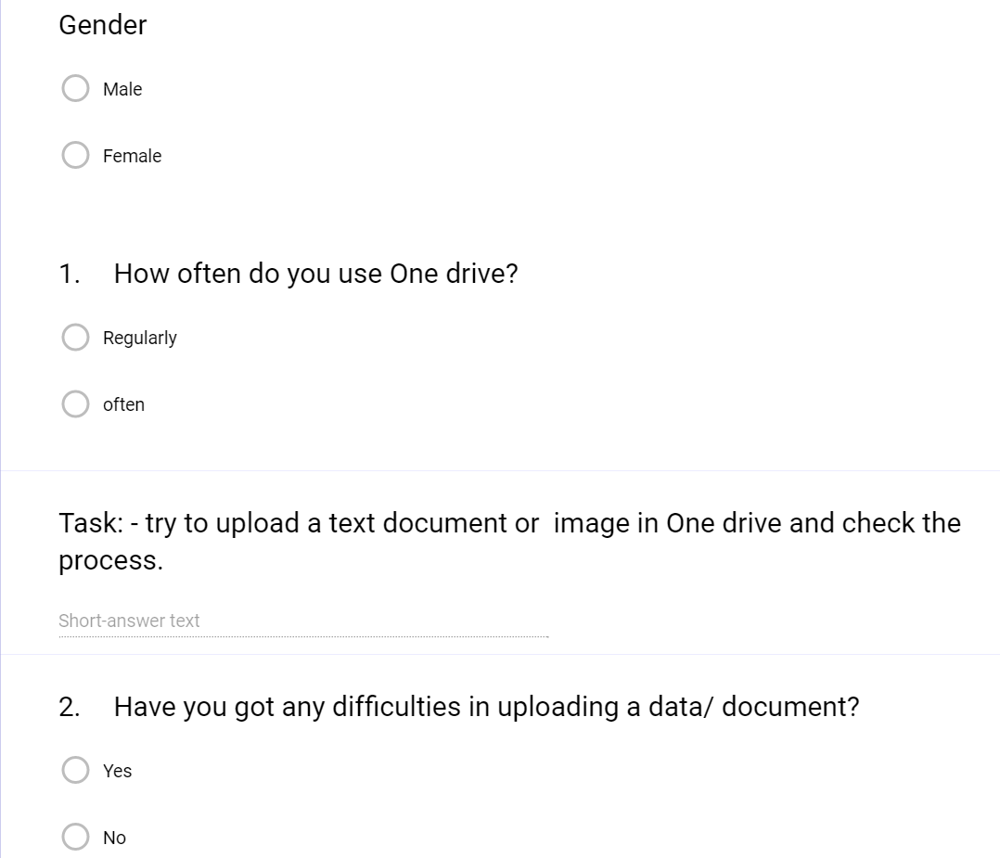 Gender
Male
Female
1. How often do you use One drive?
Regularly
often
Task: - try to upload a text document or  image in One drive and check the
process.
Short-answer text
2. Have you got any difficulties in uploading a data/ document?
Yes
No